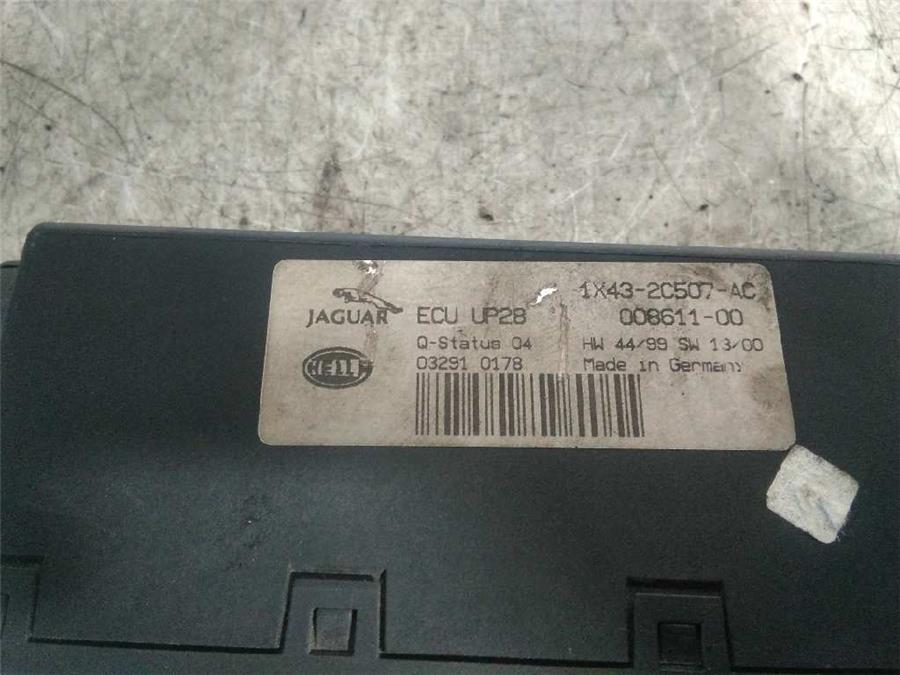 1X43-2C507-AC
JAGUAR ECU UP28 008611-00
Q-Status 04 HW 44/99 SW 13/00
HELLA 03291 0178 Made in Germany